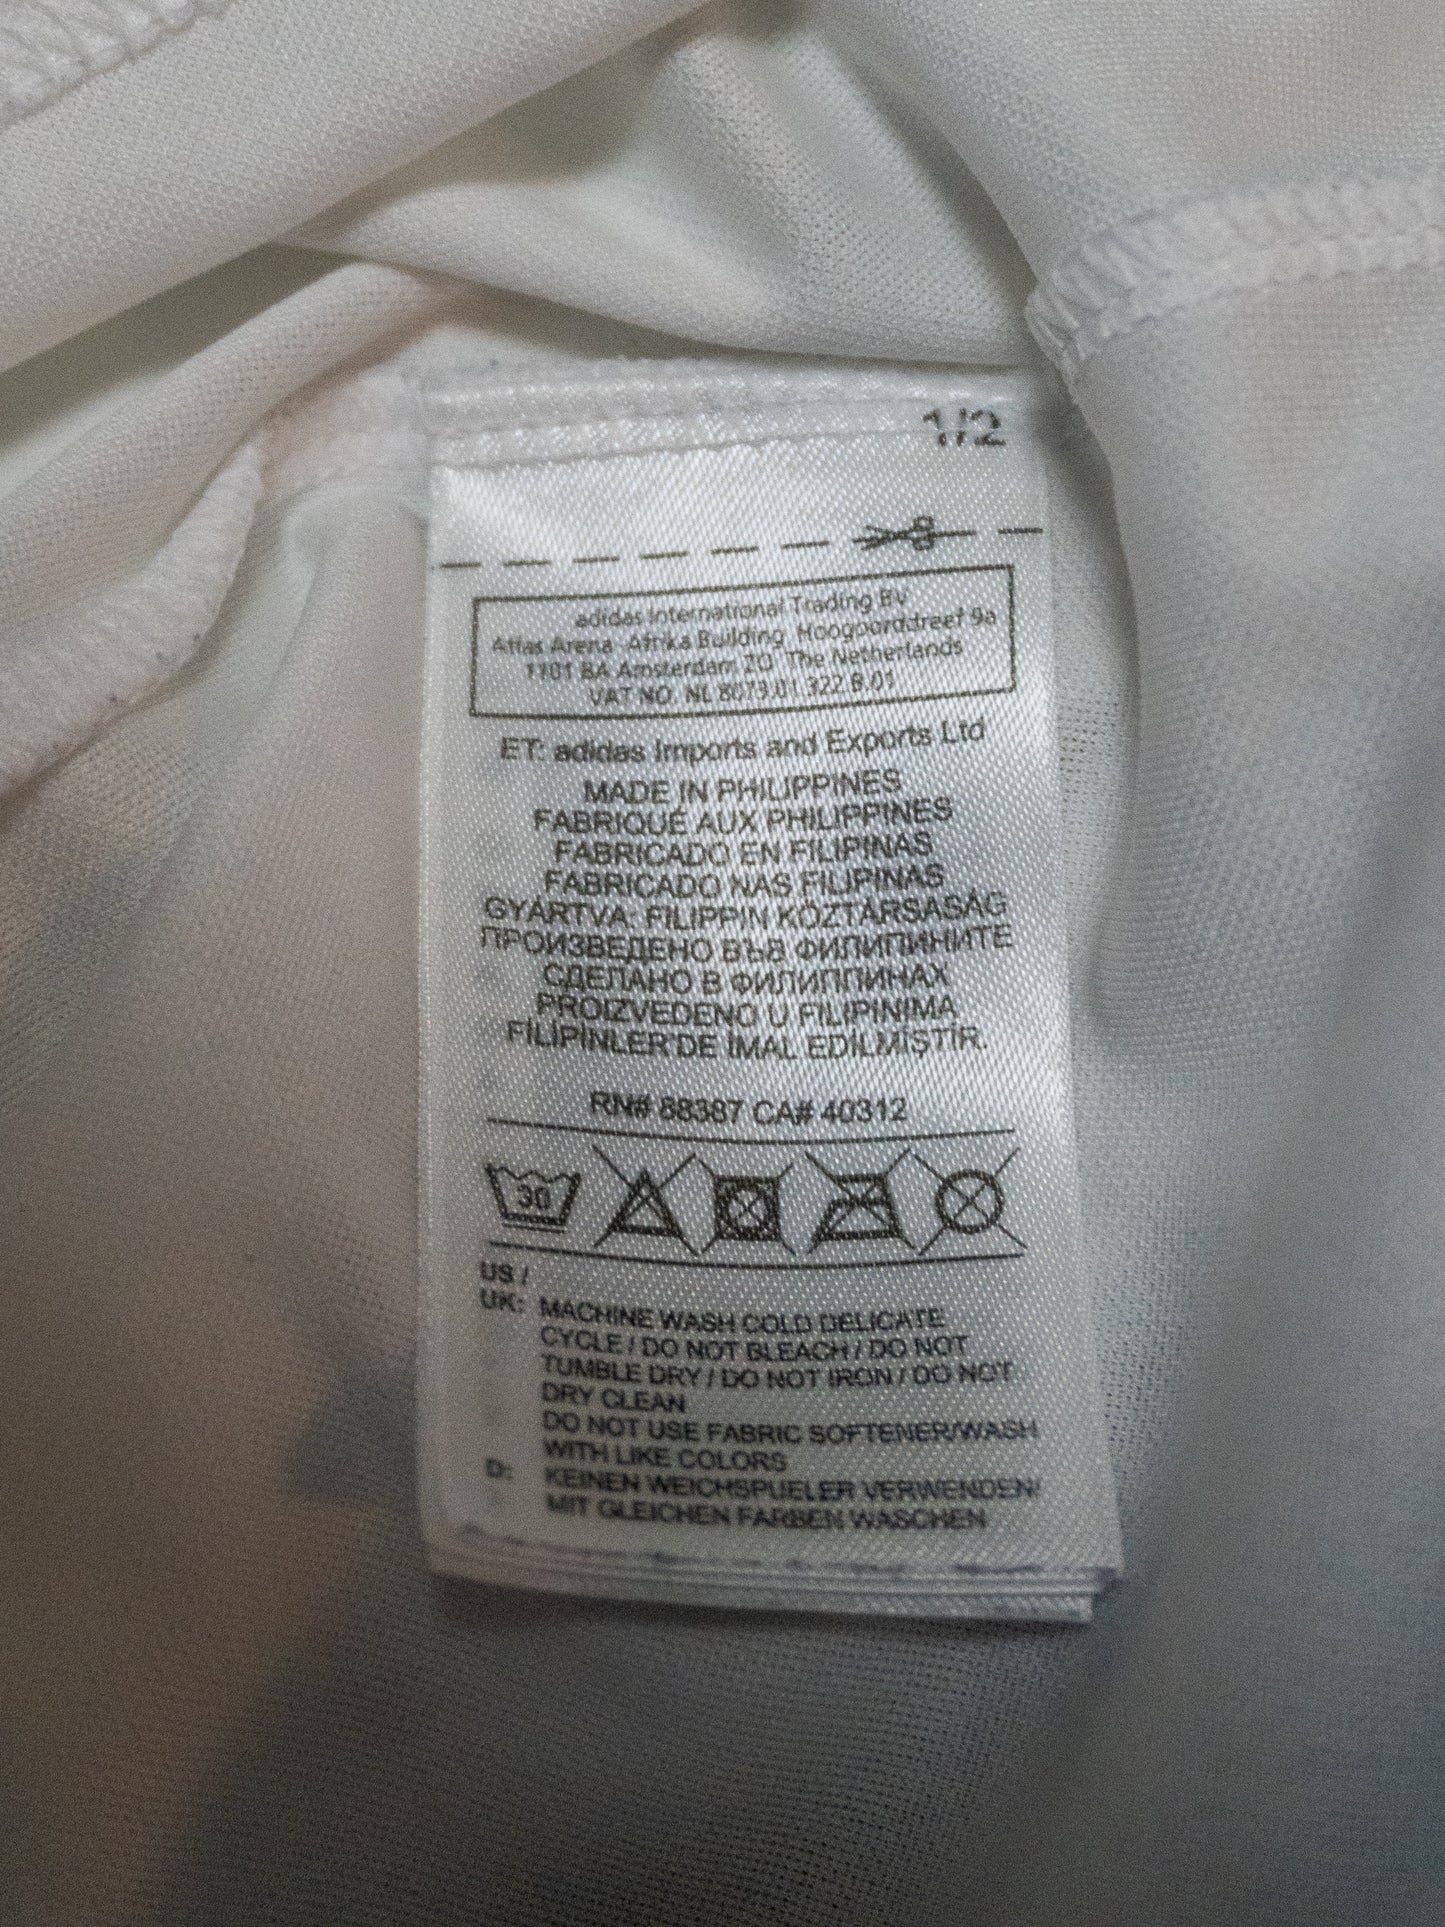 1/2
adidas International Trading BV
Atlas Arena Afrika Building, Hoogoorddreef 9a
1101 BA Amsterdam ZO The Netherlands
VAT NO. NL 8073.01.322.B.01
ET: adidas Imports and Exports Ltd
MADE IN PHILIPPINES
FABRIQUÉ AUX PHILIPPINES
FABRICADO EN FILIPINAS
FABRICADO NAS FILIPINAS
GYÁRTVA: FILIPPIN KÖZTÁRSASÁG
ПРОИЗВЕДЕНО ВЪВ ФИЛИПИНИТЕ
СДЕЛАНО В ФИЛИППИНАХ
PROIZVEDENO U FILIPINIMA
FİLİPİNLER'DE İMAL EDİLMİŞTİR.
RN# 88387 CA# 40312
30
US /
UK: MACHINE WASH COLD DELICATE
CYCLE / DO NOT BLEACH / DO NOT
TUMBLE DRY / DO NOT IRON / DO NOT
DRY CLEAN
DO NOT USE FABRIC SOFTENER/WASH
WITH LIKE COLORS
D: KEINEN WEICHSPUELER VERWENDEN/
MIT GLEICHEN FARBEN WASCHEN